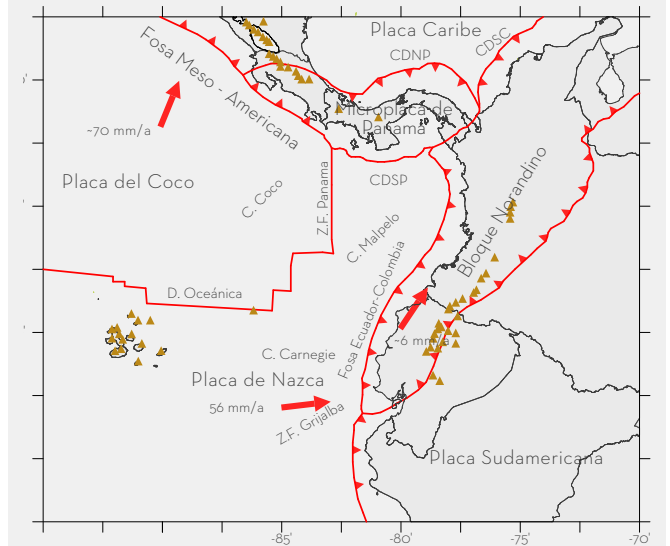 Placa Caribe
CDNP
CDSC
Fosa Meso - Americana
~70 mm/a
Microplaca de
Panamá
Placa del Coco
C. Coco
Z.F. Panama
CDSP
C. Malpelo
Bloque Norandino
D. Oceánica
Fosa Ecuador-Colombia
~6 mm/a
C. Carnegie
Placa de Nazca
56 mm/a
Z.F. Grijalba
Placa Sudamericana
-85°
-80°
-75°
-70°